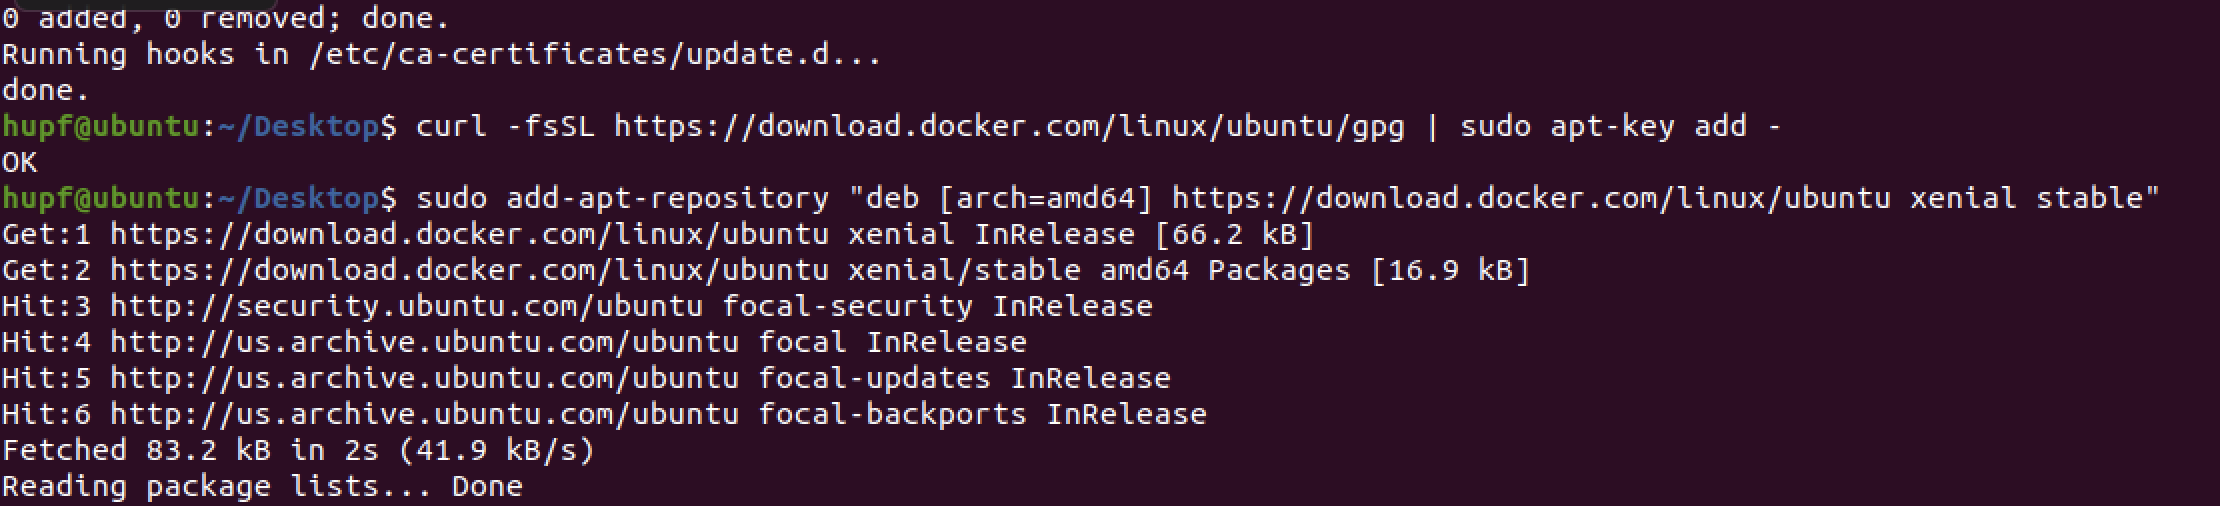 0 added, 0 removed; done.
Running hooks in /etc/ca-certificates/update.d...
done.
hupf@ubuntu:~/Desktop$ curl -fsSL https://download.docker.com/linux/ubuntu/gpg | sudo apt-key add -
OK
hupf@ubuntu:~/Desktop$ sudo add-apt-repository "deb [arch=amd64] https://download.docker.com/linux/ubuntu xenial stable"
Get:1 https://download.docker.com/linux/ubuntu xenial InRelease [66.2 kB]
Get:2 https://download.docker.com/linux/ubuntu xenial/stable amd64 Packages [16.9 kB]
Hit:3 http://security.ubuntu.com/ubuntu focal-security InRelease
Hit:4 http://us.archive.ubuntu.com/ubuntu focal InRelease
Hit:5 http://us.archive.ubuntu.com/ubuntu focal-updates InRelease
Hit:6 http://us.archive.ubuntu.com/ubuntu focal-backports InRelease
Fetched 83.2 kB in 2s (41.9 kB/s)
Reading package lists... Done